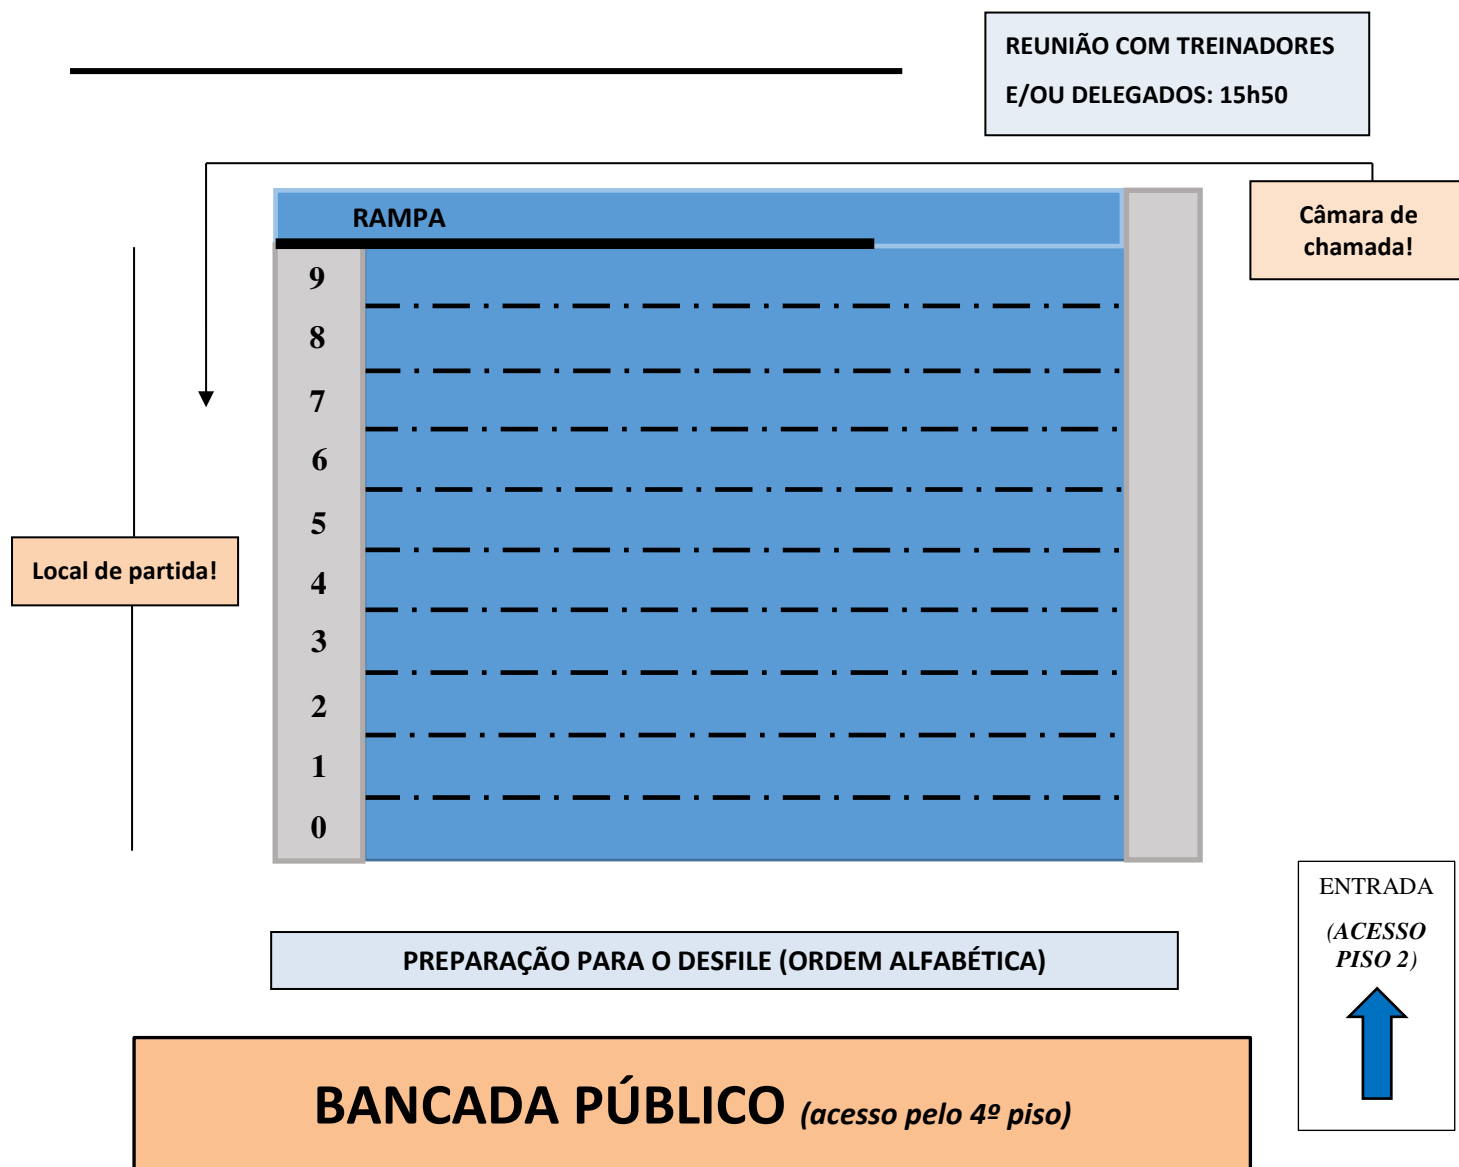 REUNIÃO COM TREINADORES
E/OU DELEGADOS: 15h50
RAMPA
Câmara de
chamada!
9
8
7
6
5
4
3
2
1
0
Local de partida!
ENTRADA
(ACESSO
PISO 2)
PREPARAÇÃO PARA O DESFILE (ORDEM ALFABÉTICA)
BANCADA PÚBLICO (acesso pelo 4º piso)